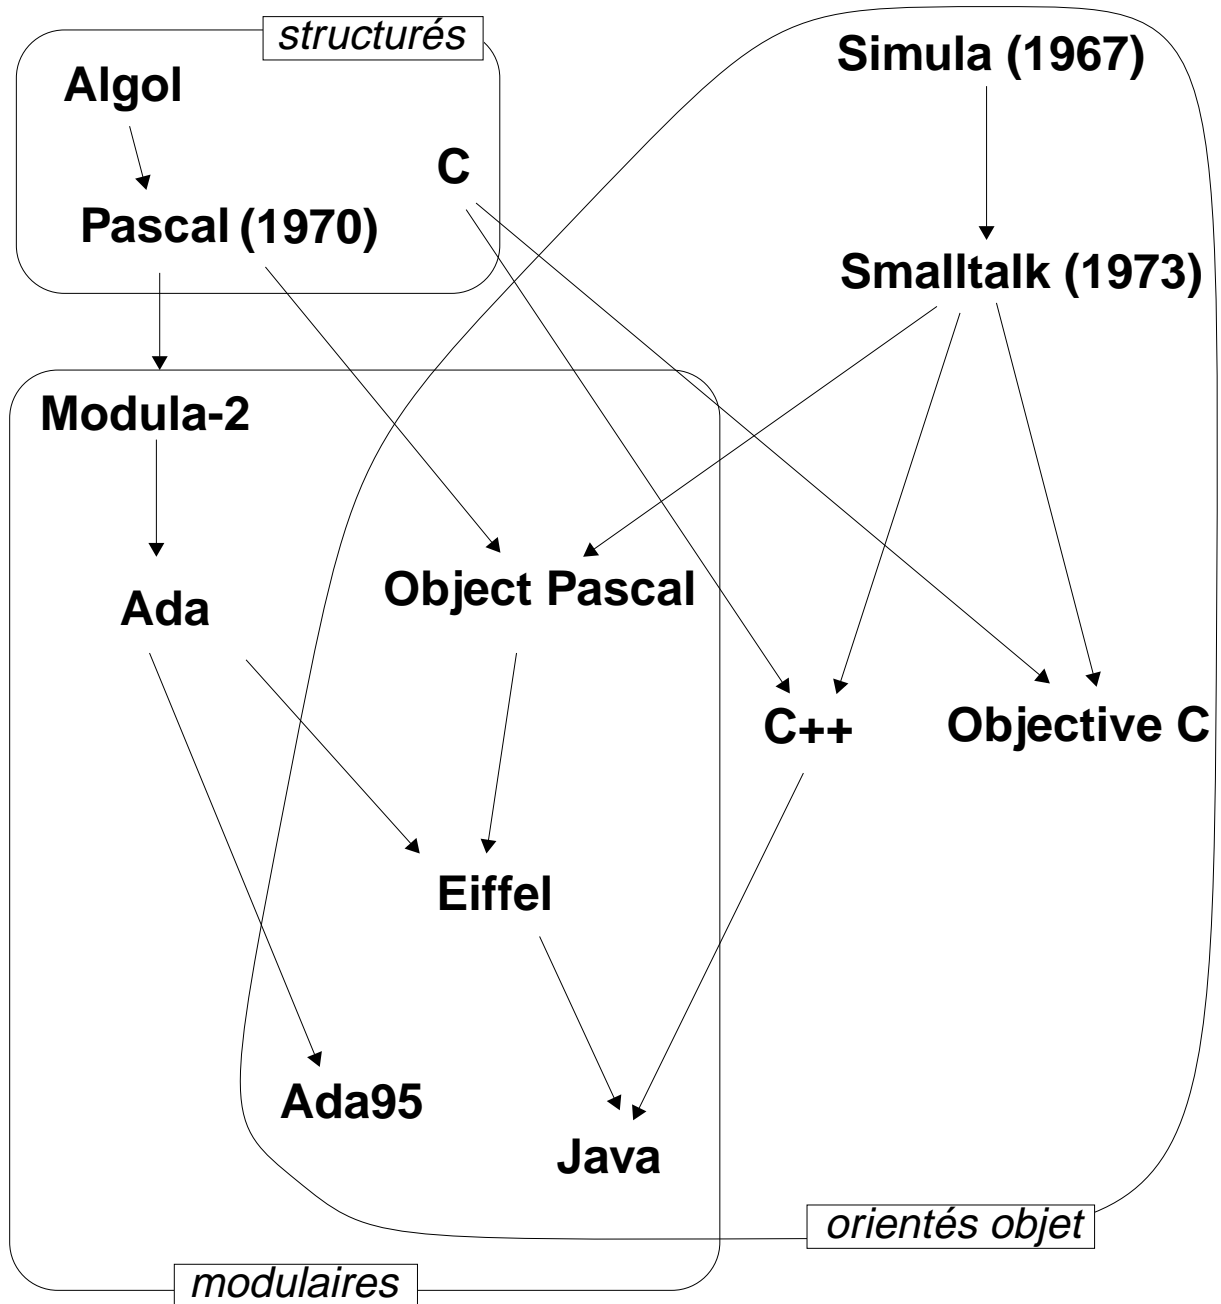 structurés
Simula (1967)
Algol
C
Pascal (1970)
Smalltalk (1973)
Modula-2
Object Pascal
Ada
C++
Objective C
Eiffel
Ada95
Java
orientés objet
modulaires